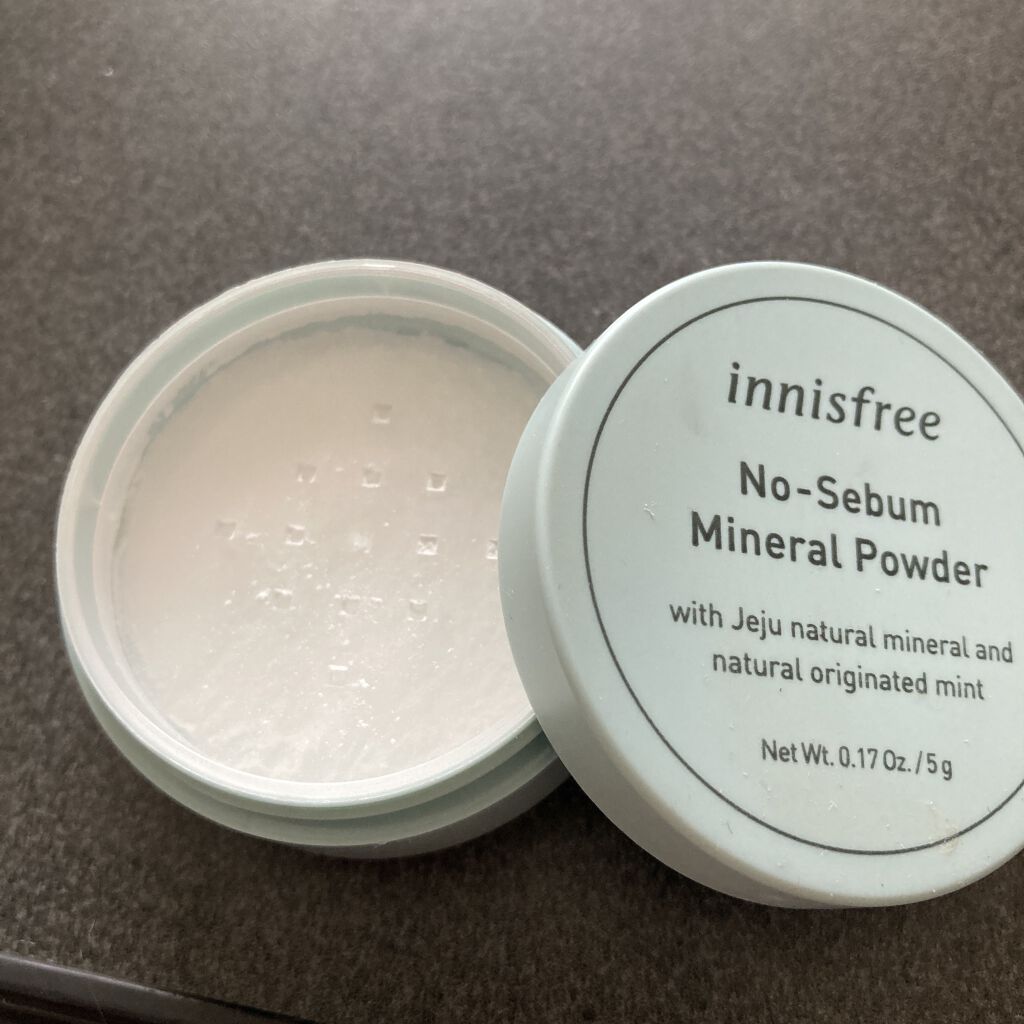 innisfree
No-Sebum
Mineral Powder
with Jeju natural mineral and
natural originated mint
Net Wt. 0.17 Oz. / 5 g